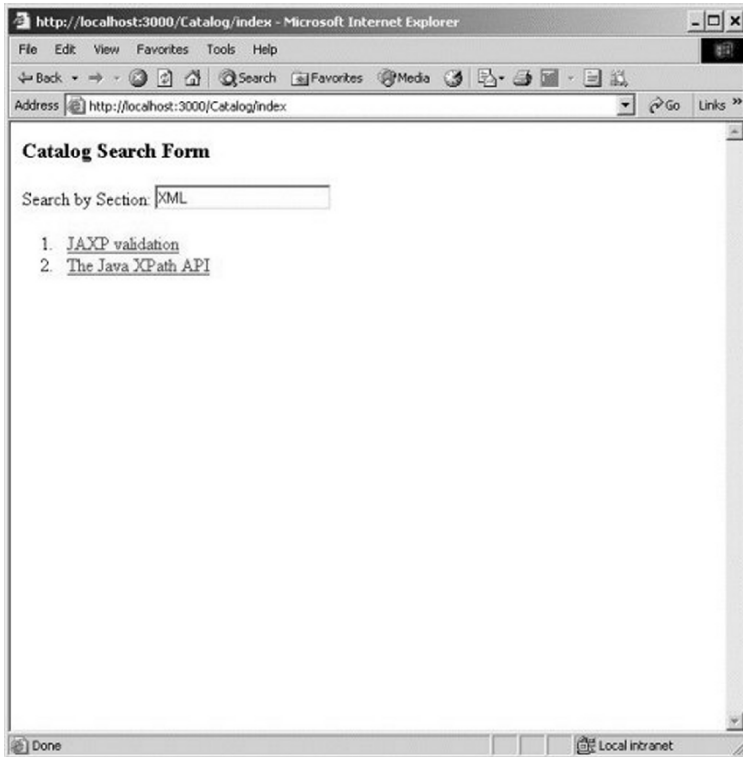 http://localhost:3000/Catalog/index - Microsoft Internet Explorer
File Edit View Favorites Tools Help
Back Search Favorites Media
Address http://localhost:3000/Catalog/index Go Links »
Catalog Search Form
Search by Section: XML
1. JAXP validation
2. The Java XPath API
Done Local intranet